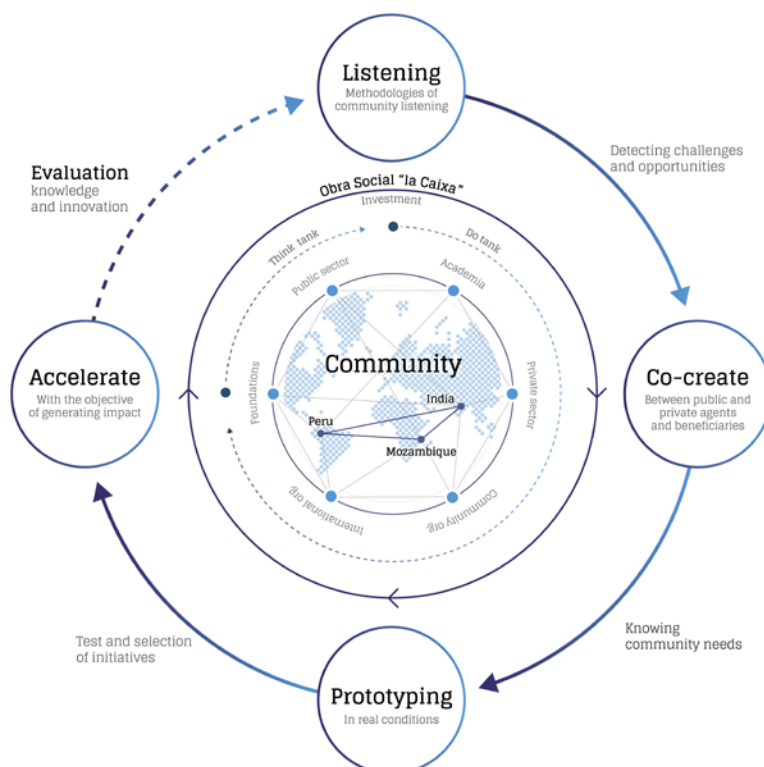 Listening
Methodologies of
community listening
Detecting challenges
and opportunities
Evaluation
knowledge
and innovation
Obra Social "la Caixa"
Investment
Think tank
Do tank
Public sector
Academia
Community
Foundations
Private sector
India
Peru
Mozambique
International org.
Community org.
Accelerate
With the objective
of generating impact
Co-create
Between public and
private agents
and beneficiaries
Test and selection
of initiatives
Knowing
community needs
Prototyping
In real conditions